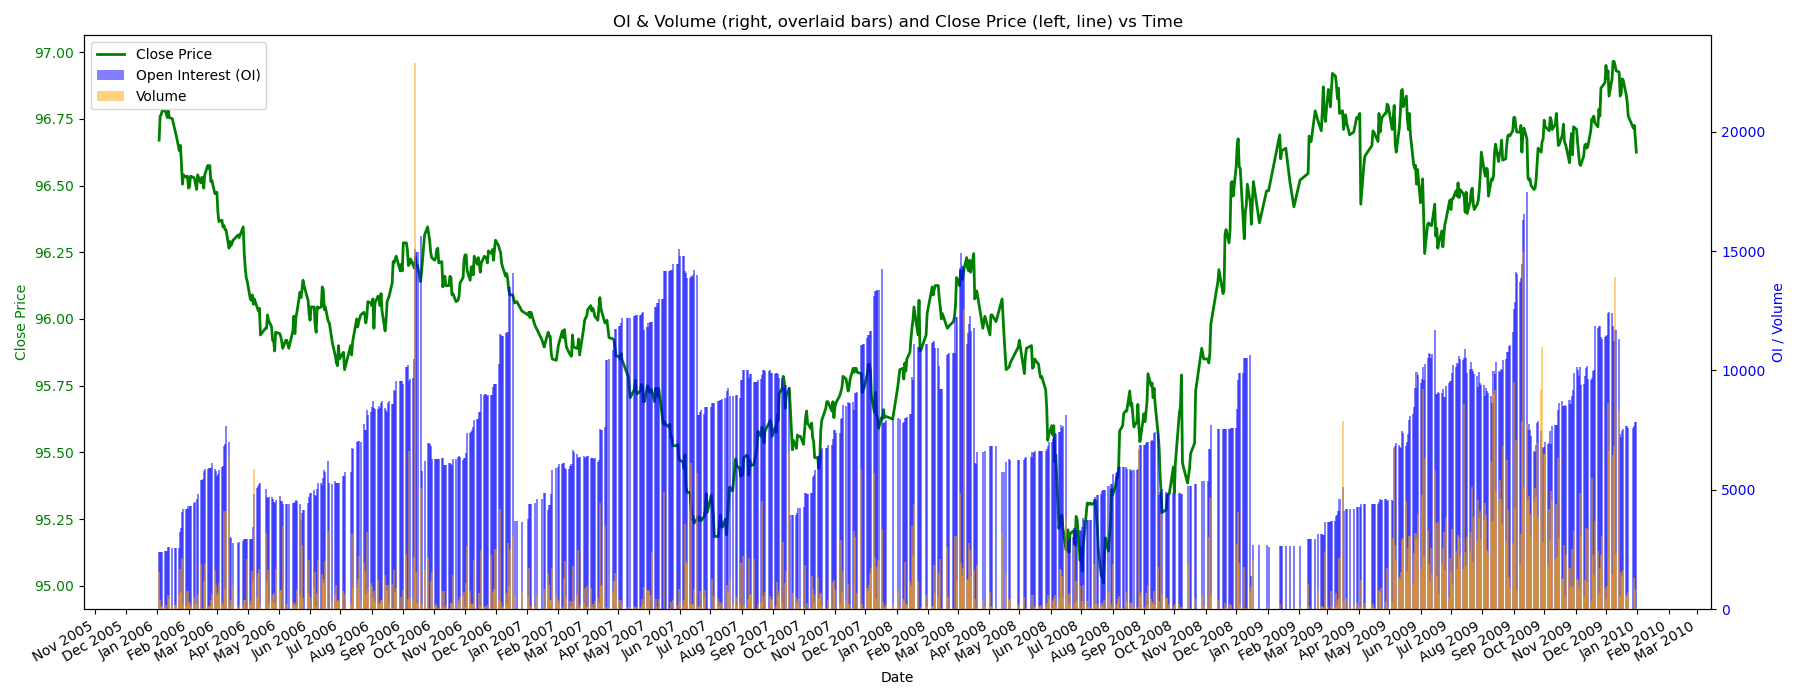 OI & Volume (right, overlaid bars) and Close Price (left, line) vs Time
Close Price
Open Interest (OI)
Volume
97.00
96.75
96.50
96.25
96.00
95.75
95.50
95.25
95.00
Close Price
20000
15000
10000
5000
0
OI / Volume
Nov 2005
Dec 2005
Jan 2006
Feb 2006
Mar 2006
Apr 2006
May 2006
Jun 2006
Jul 2006
Aug 2006
Sep 2006
Oct 2006
Nov 2006
Dec 2006
Jan 2007
Feb 2007
Mar 2007
Apr 2007
May 2007
Jun 2007
Jul 2007
Aug 2007
Sep 2007
Oct 2007
Nov 2007
Dec 2007
Jan 2008
Feb 2008
Mar 2008
Apr 2008
May 2008
Jun 2008
Jul 2008
Aug 2008
Sep 2008
Oct 2008
Nov 2008
Dec 2008
Jan 2009
Feb 2009
Mar 2009
Apr 2009
May 2009
Jun 2009
Jul 2009
Aug 2009
Sep 2009
Oct 2009
Nov 2009
Dec 2009
Jan 2010
Feb 2010
Mar 2010
Date